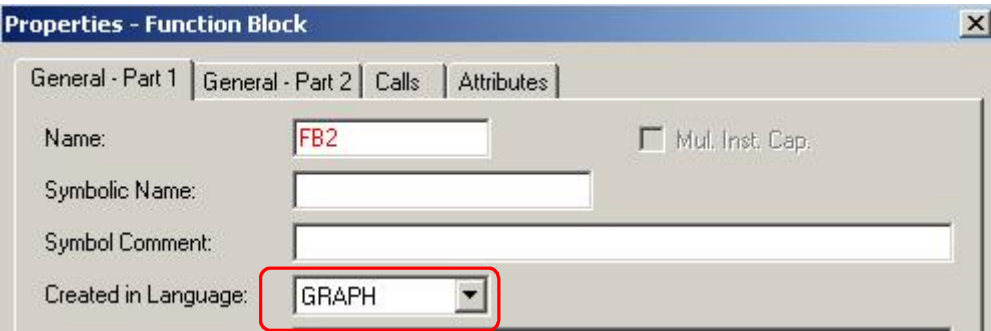 Properties - Function Block
General - Part 1 General - Part 2 Calls Attributes
Name: FB2 Mul. Inst. Cap.
Symbolic Name:
Symbol Comment:
Created in Language: GRAPH